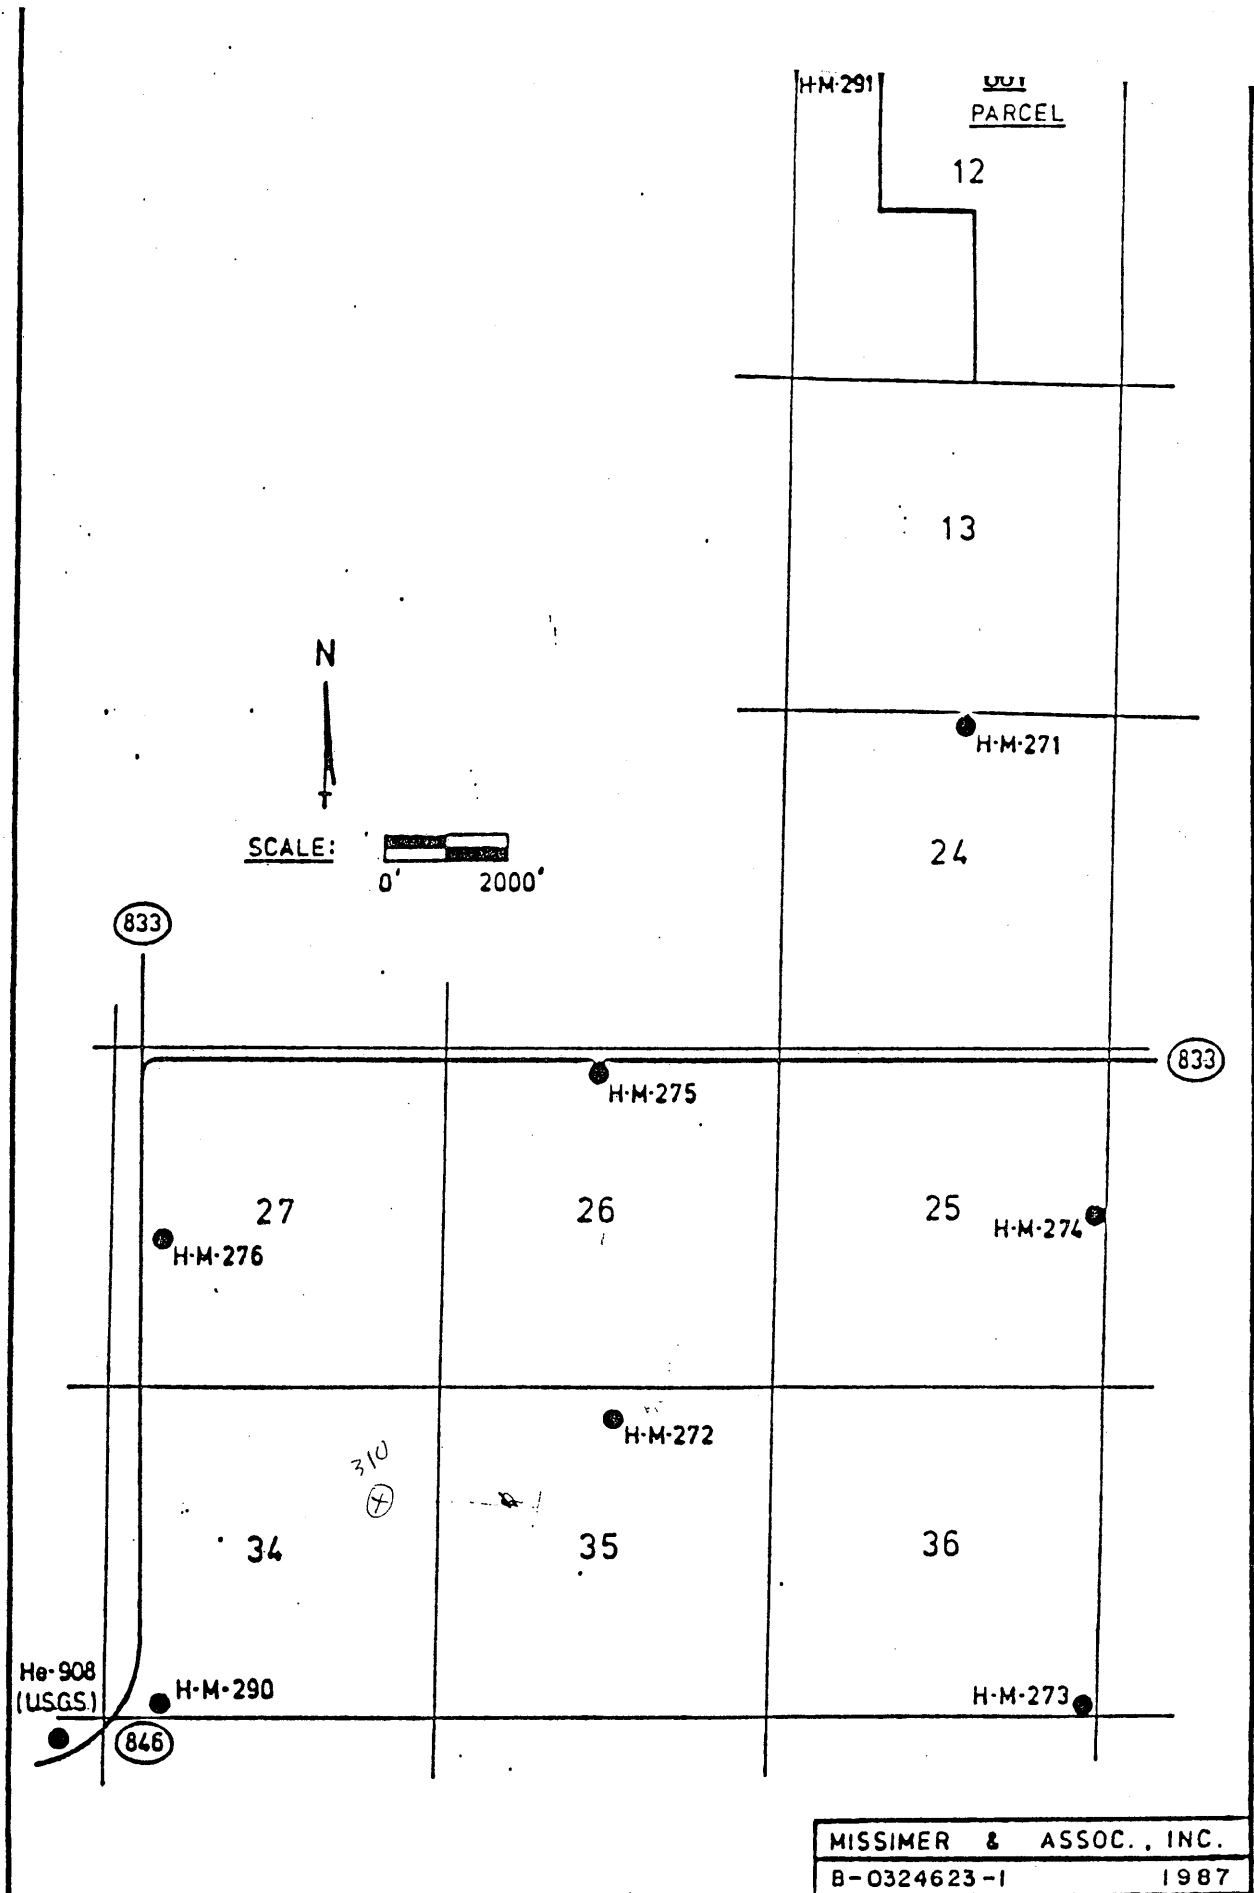 H·M·291
PARCEL
12
13
N
H·M·271
SCALE:
0' 2000'
24
833
833
H·M·275
27
26
25
H·M·274
H·M·276
H·M·272
310
34
35
36
He·908
(U.S.G.S.)
H·M·290
H·M·273
846
MISSIMER & ASSOC., INC.
B-0324623-1 1987